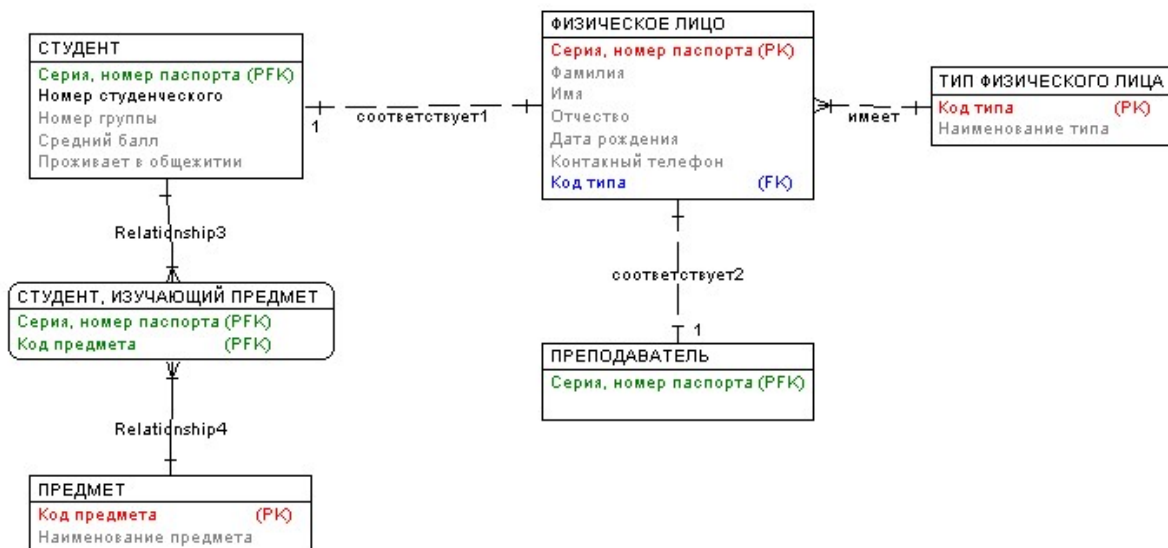 СТУДЕНТ
Серия, номер паспорта (PFK)
Номер студенческого
Номер группы
Средний балл
Проживает в общежитии
1
соответствует1
ФИЗИЧЕСКОЕ ЛИЦО
Серия, номер паспорта (PK)
Фамилия
Имя
Отчество
Дата рождения
Контакный телефон
Код типа (FK)
имеет
ТИП ФИЗИЧЕСКОГО ЛИЦА
Код типа (PK)
Наименование типа
Relationship3
соответствует2
1
СТУДЕНТ, ИЗУЧАЮЩИЙ ПРЕДМЕТ
Серия, номер паспорта (PFK)
Код предмета (PFK)
ПРЕПОДАВАТЕЛЬ
Серия, номер паспорта (PFK)
Relationship4
ПРЕДМЕТ
Код предмета (PK)
Наименование предмета